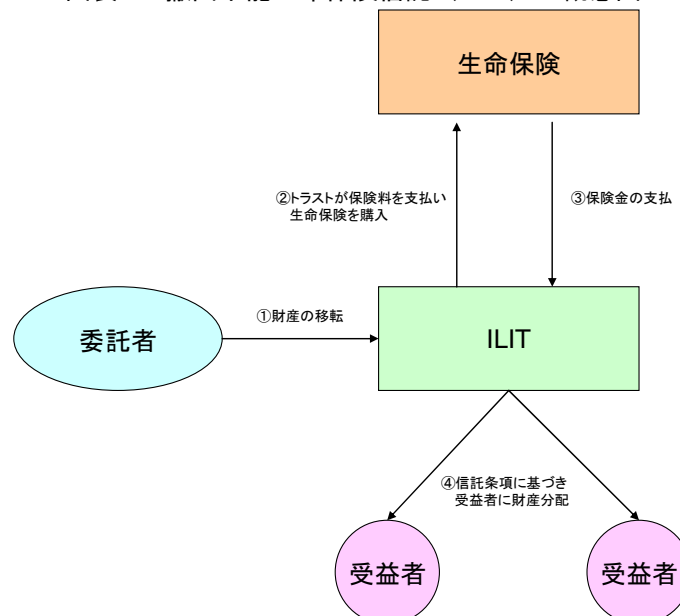 生命保険
②トラストが保険料を支払い
生命保険を購入
③保険金の支払
①財産の移転
委託者
ILIT
④信託条項に基づき
受益者に財産分配
受益者
受益者